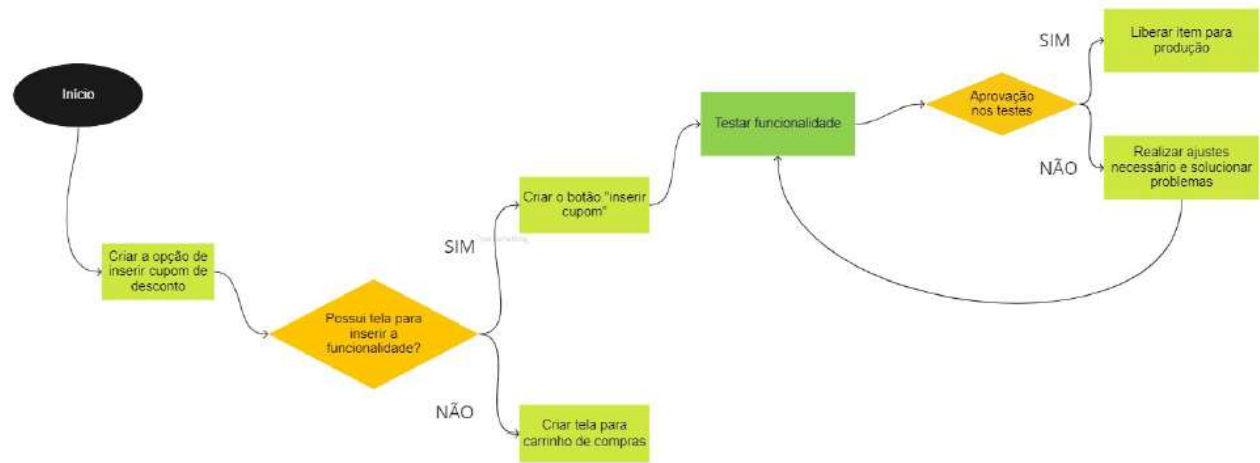 Início
Criar a opção de
inserir cupom de
desconto
Possui tela para
inserir a
funcionalidade?
SIM
Criar o botão "inserir
cupom"
NÃO
Criar tela para
carrinho de compras
Testar funcionalidade
Aprovação
nos testes
SIM
Liberar item para
produção
NÃO
Realizar ajustes
necessário e solucionar
problemas